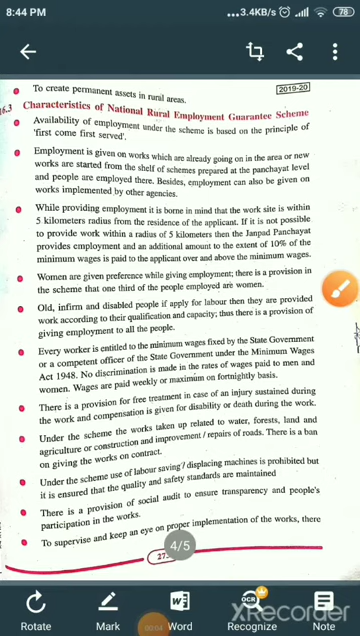 8:44 PM
...3.4KB/s
78
To create permanent assets in rural areas.
2019-20
16.3 Characteristics of National Rural Employment Guarantee Scheme
Availability of employment under the scheme is based on the principle of
'first come first served'.
Employment is given on works which are already going on in the area or new
works are started from the shelf of schemes prepared at the panchayat level
and people are employed there. Besides, employment can also be given on
works implemented by other agencies.
While providing employment it is borne in mind that the work site is within
5 kilometers radius from the residence of the applicant. If it is not possible
to provide work within a radius of 5 kilometers then the Janpad Panchayat
provides employment and an additional amount to the extent of 10% of the
minimum wages is paid to the applicant over and above the minimum wages.
Women are given preference while giving employment; there is a provision in
the scheme that one third of the people employed are women.
Old, infirm and disabled people if apply for labour then they are provided
work according to their qualification and capacity; thus there is a provision of
giving employment to all the people.
Every worker is entitled to the minimum wages fixed by the State Government
or a competent officer of the State Government under the Minimum Wages
Act 1948. No discrimination is made in the rates of wages paid to men and
women. Wages are paid weekly or maximum on fortnightly basis.
There is a provision for free treatment in case of an injury sustained during
the work and compensation is given for disability or death during the work.
Under the scheme the works taken up related to water, forests, land and
agriculture or construction and improvement / repairs of roads. There is a ban
on giving the works on contract.
Under the scheme use of labour saving / displacing machines is prohibited but
it is ensured that the quality and safety standards are maintained
There is a provision of social audit to ensure transparency and people's
participation in the works.
To supervise and keep an eye on proper implementation of the works, there
27
4/5
OCR
XRecorder
Rotate
Mark
00:04
Word
Recognize
Note